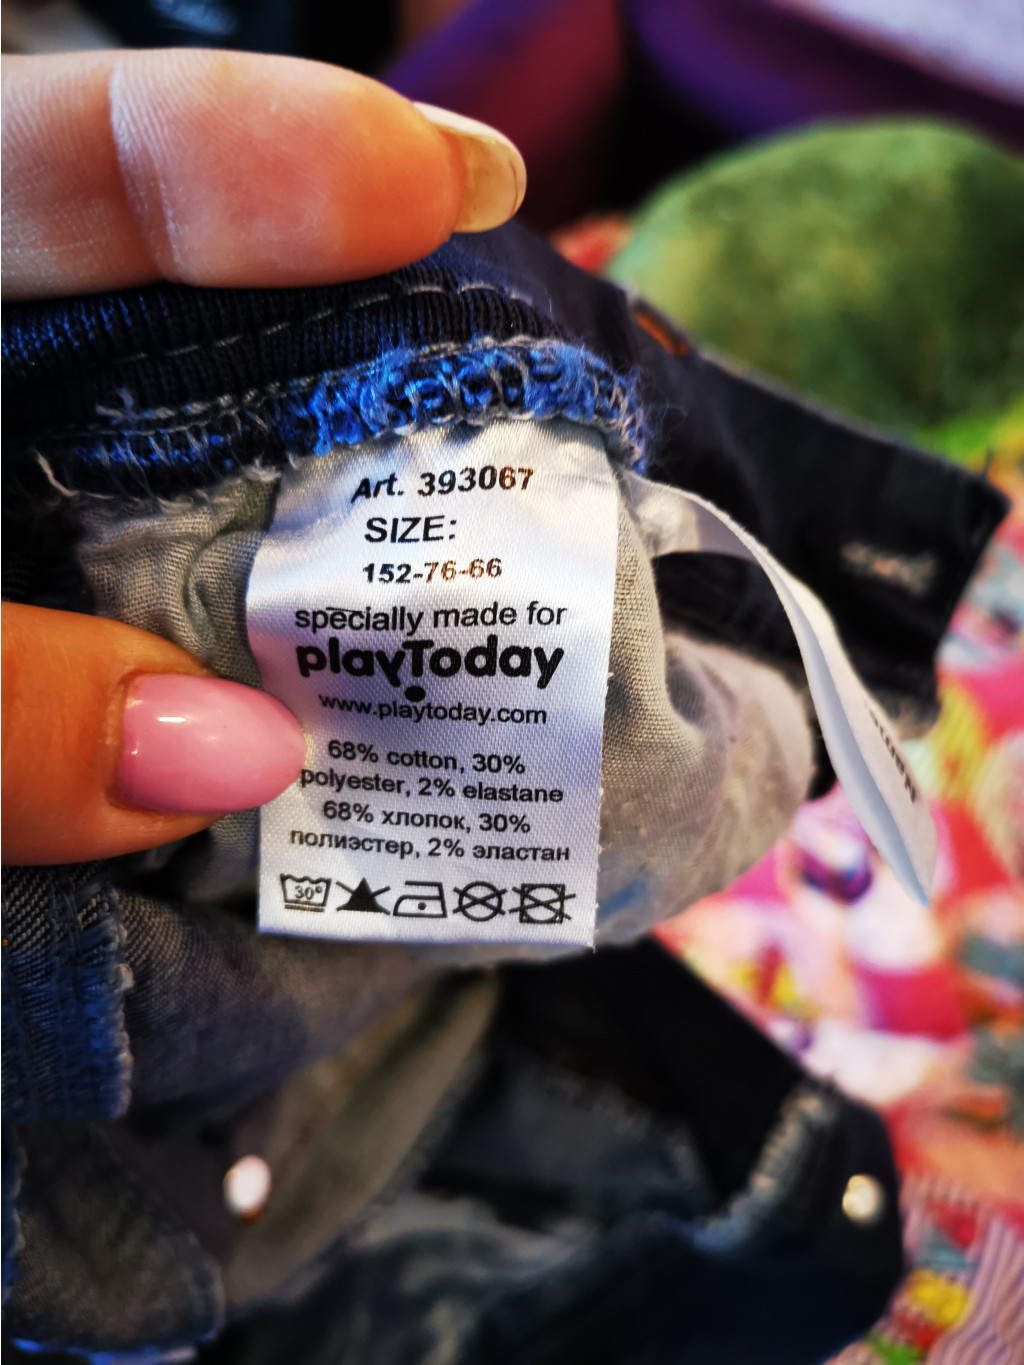 Art. 393067
SIZE:
152-76-66
specially made for
playToday
www.playtoday.com
68% cotton, 30%
polyester, 2% elastane
68% хлопок, 30%
полиэстер, 2% эластан
30°